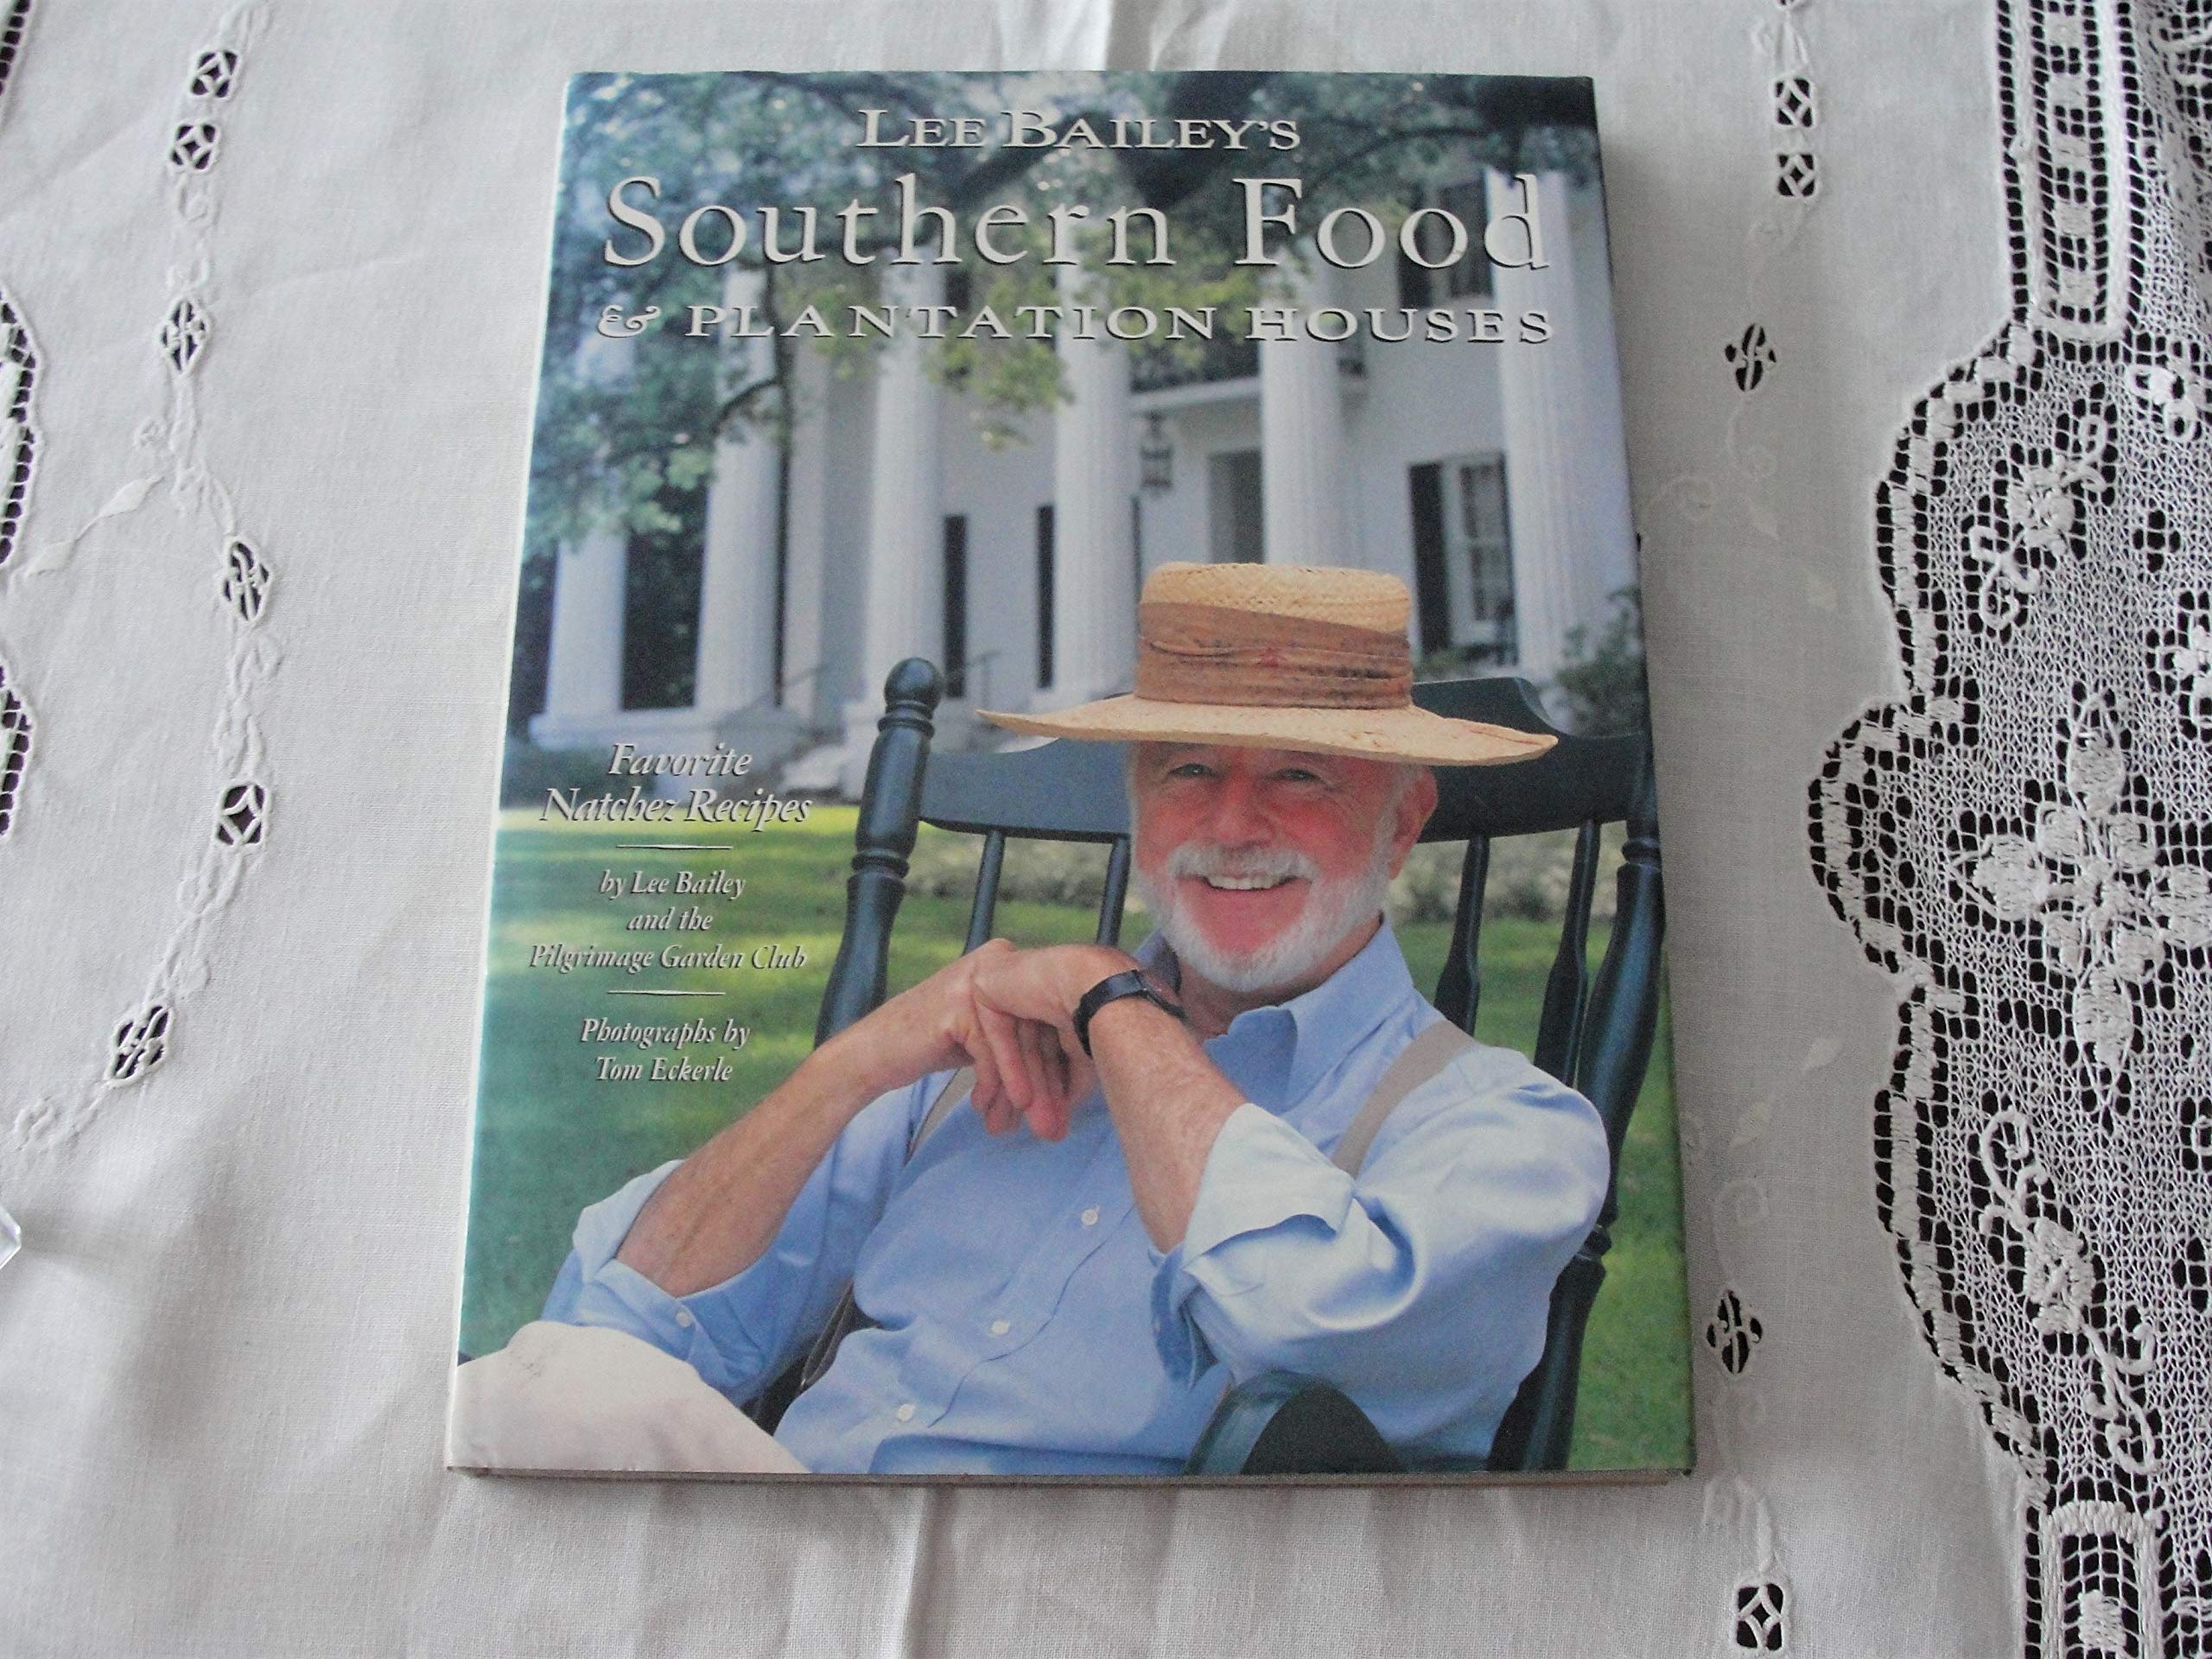 LEE BAILEY'S
Southern Food
& PLANTATION HOUSES
Favorite
Natchez Recipes
by Lee Bailey
and the
Pilgrimage Garden Club
Photographs by
Tom Eckerle